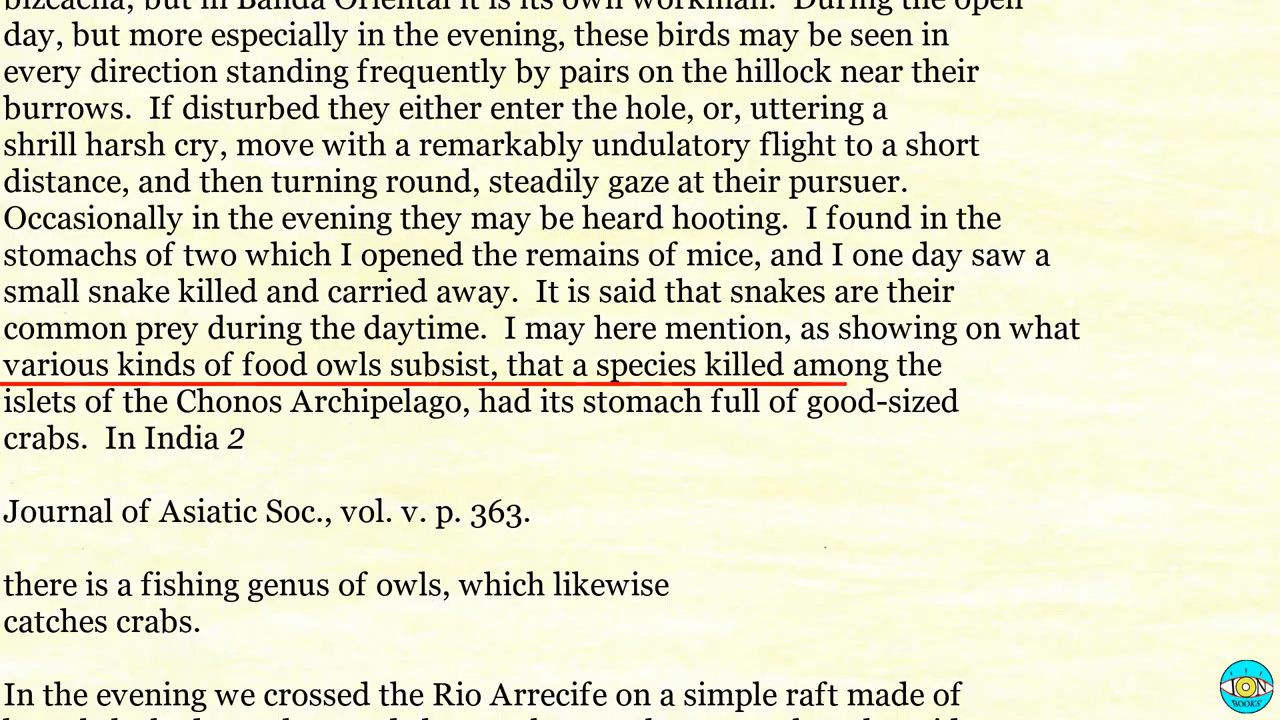 bizcacha, but in Banda Oriental it is its own workman.  During the open
day, but more especially in the evening, these birds may be seen in
every direction standing frequently by pairs on the hillock near their
burrows.  If disturbed they either enter the hole, or, uttering a
shrill harsh cry, move with a remarkably undulatory flight to a short
distance, and then turning round, steadily gaze at their pursuer.
Occasionally in the evening they may be heard hooting.  I found in the
stomachs of two which I opened the remains of mice, and I one day saw a
small snake killed and carried away.  It is said that snakes are their
common prey during the daytime.  I may here mention, as showing on what
various kinds of food owls subsist, that a species killed among the
islets of the Chonos Archipelago, had its stomach full of good-sized
crabs.  In India 2
Journal of Asiatic Soc., vol. v. p. 363.
there is a fishing genus of owls, which likewise
catches crabs.
In the evening we crossed the Rio Arrecife on a simple raft made of
ION
BOOKS